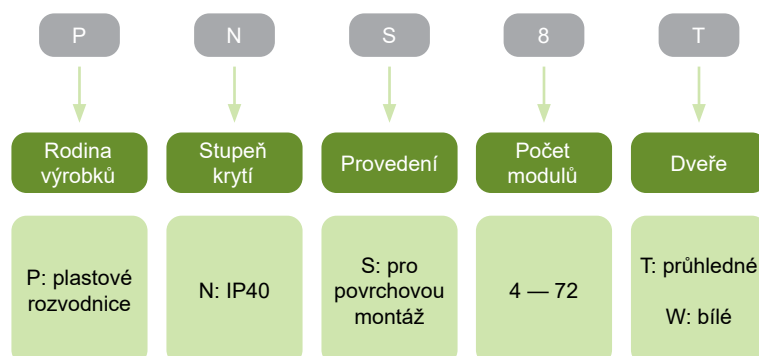 P
N
S
8
T
Rodina
výrobků
Stupeň
krytí
Provedení
Počet
modulů
Dveře
P: plastové
rozvodnice
N: IP40
S: pro
povrchovou
montáž
4 — 72
T: průhledné
W: bílé